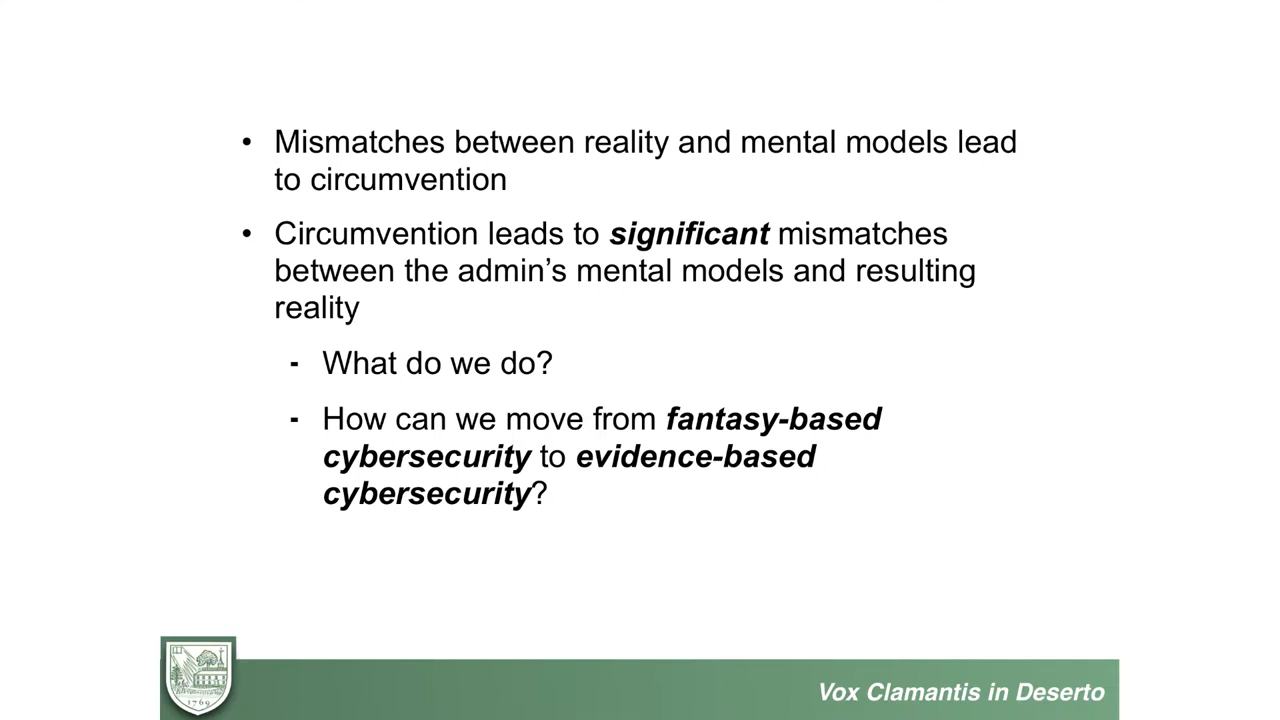 • Mismatches between reality and mental models lead
to circumvention
• Circumvention leads to significant mismatches
between the admin’s mental models and resulting
reality
- What do we do?
- How can we move from fantasy-based
cybersecurity to evidence-based
cybersecurity?
1769
Vox Clamantis in Deserto